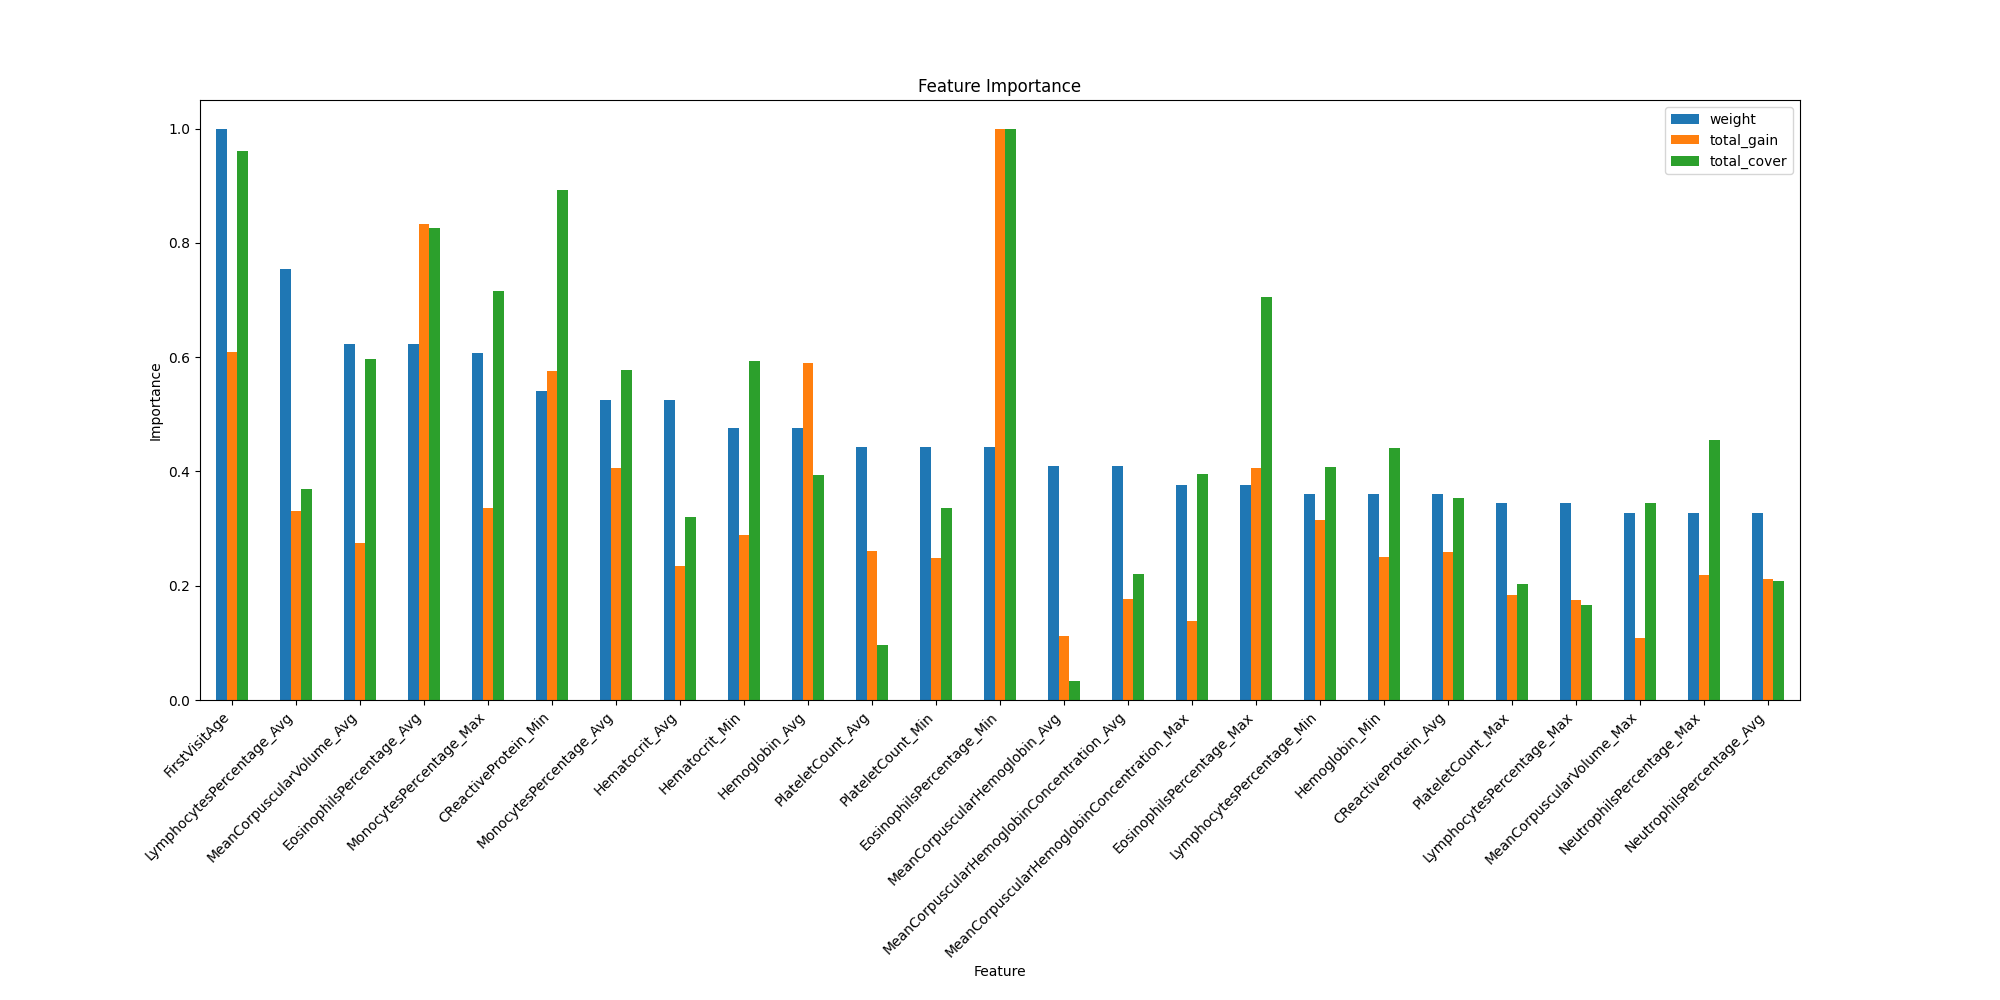 Feature Importance
weight
total_gain
total_cover
Importance
1.0
0.8
0.6
0.4
0.2
0.0
FirstVisitAge
LymphocytesPercentage_Avg
MeanCorpuscularVolume_Avg
EosinophilsPercentage_Avg
MonocytesPercentage_Max
CReactiveProtein_Min
MonocytesPercentage_Avg
Hematocrit_Avg
Hematocrit_Min
Hemoglobin_Avg
PlateletCount_Avg
PlateletCount_Min
EosinophilsPercentage_Min
MeanCorpuscularHemoglobin_Avg
MeanCorpuscularHemoglobinConcentration_Avg
MeanCorpuscularHemoglobinConcentration_Max
EosinophilsPercentage_Max
LymphocytesPercentage_Min
Hemoglobin_Min
CReactiveProtein_Avg
PlateletCount_Max
LymphocytesPercentage_Max
MeanCorpuscularVolume_Max
NeutrophilsPercentage_Max
NeutrophilsPercentage_Avg
Feature